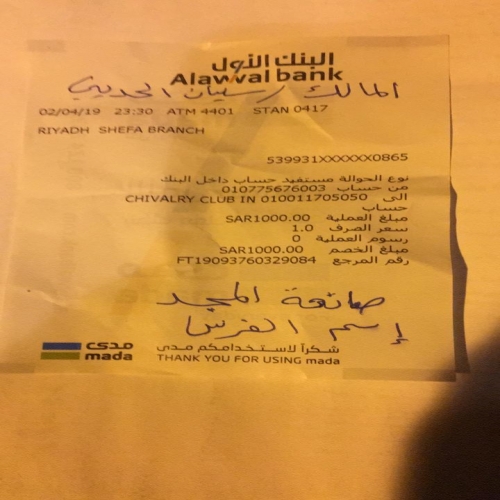 البنك الأول
Alawwal bank
المالك
02/04/19 23:30 ATM 4401 STAN 0417
RIYADH SHEFA BRANCH
539931XXXXXX0865
نوع الحوالة مستفيد حساب داخل البنك
من حساب 010775676003
الى CHIVALRY CLUB IN 010011705050
حساب
مبلغ العملية SAR1000.00
سعر الصرف 1.0
رسوم العملية 0
مبلغ الخصم SAR1000.00
رقم المرجع FT19093760329084
صانعة المجد
إسم الفرس
مدى mada
شكراً لاستخدامكم مدى
THANK YOU FOR USING mada